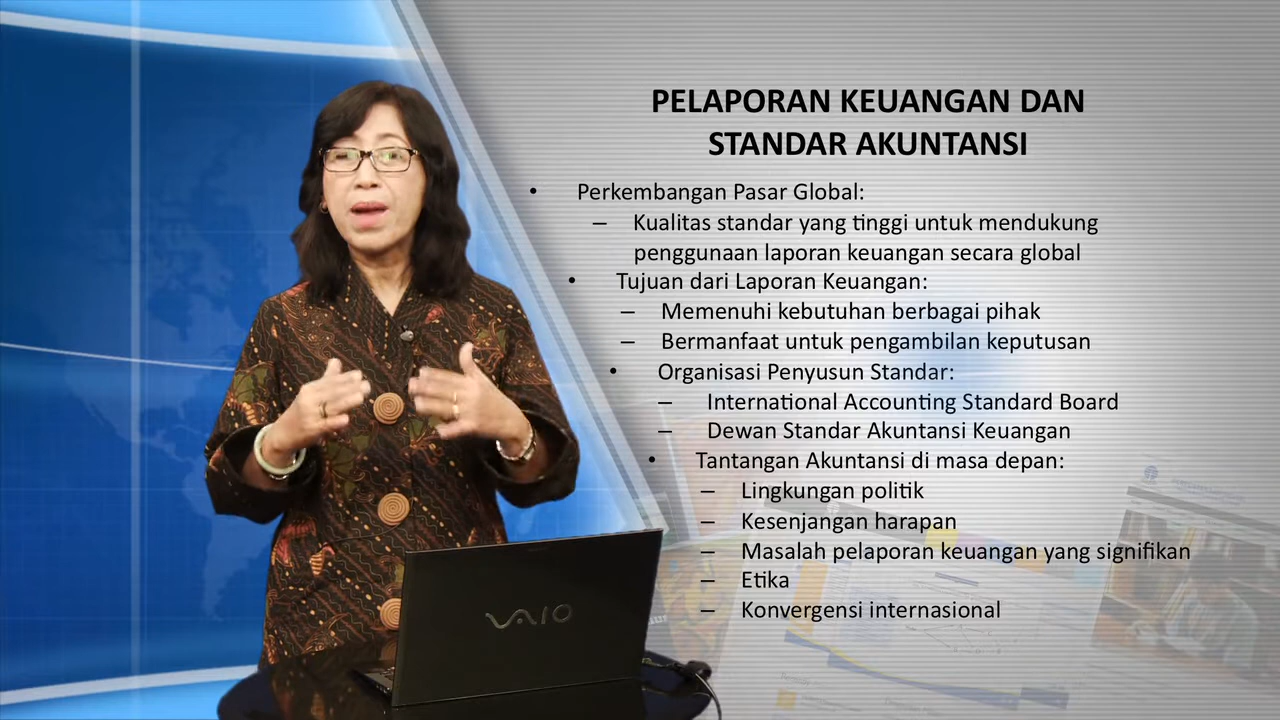 PELAPORAN KEUANGAN DAN
STANDAR AKUNTANSI
• Perkembangan Pasar Global:
– Kualitas standar yang tinggi untuk mendukung
penggunaan laporan keuangan secara global
• Tujuan dari Laporan Keuangan:
– Memenuhi kebutuhan berbagai pihak
– Bermanfaat untuk pengambilan keputusan
• Organisasi Penyusun Standar:
– International Accounting Standard Board
– Dewan Standar Akuntansi Keuangan
• Tantangan Akuntansi di masa depan:
– Lingkungan politik
– Kesenjangan harapan
– Masalah pelaporan keuangan yang signifikan
– Etika
– Konvergensi internasional
VAIO